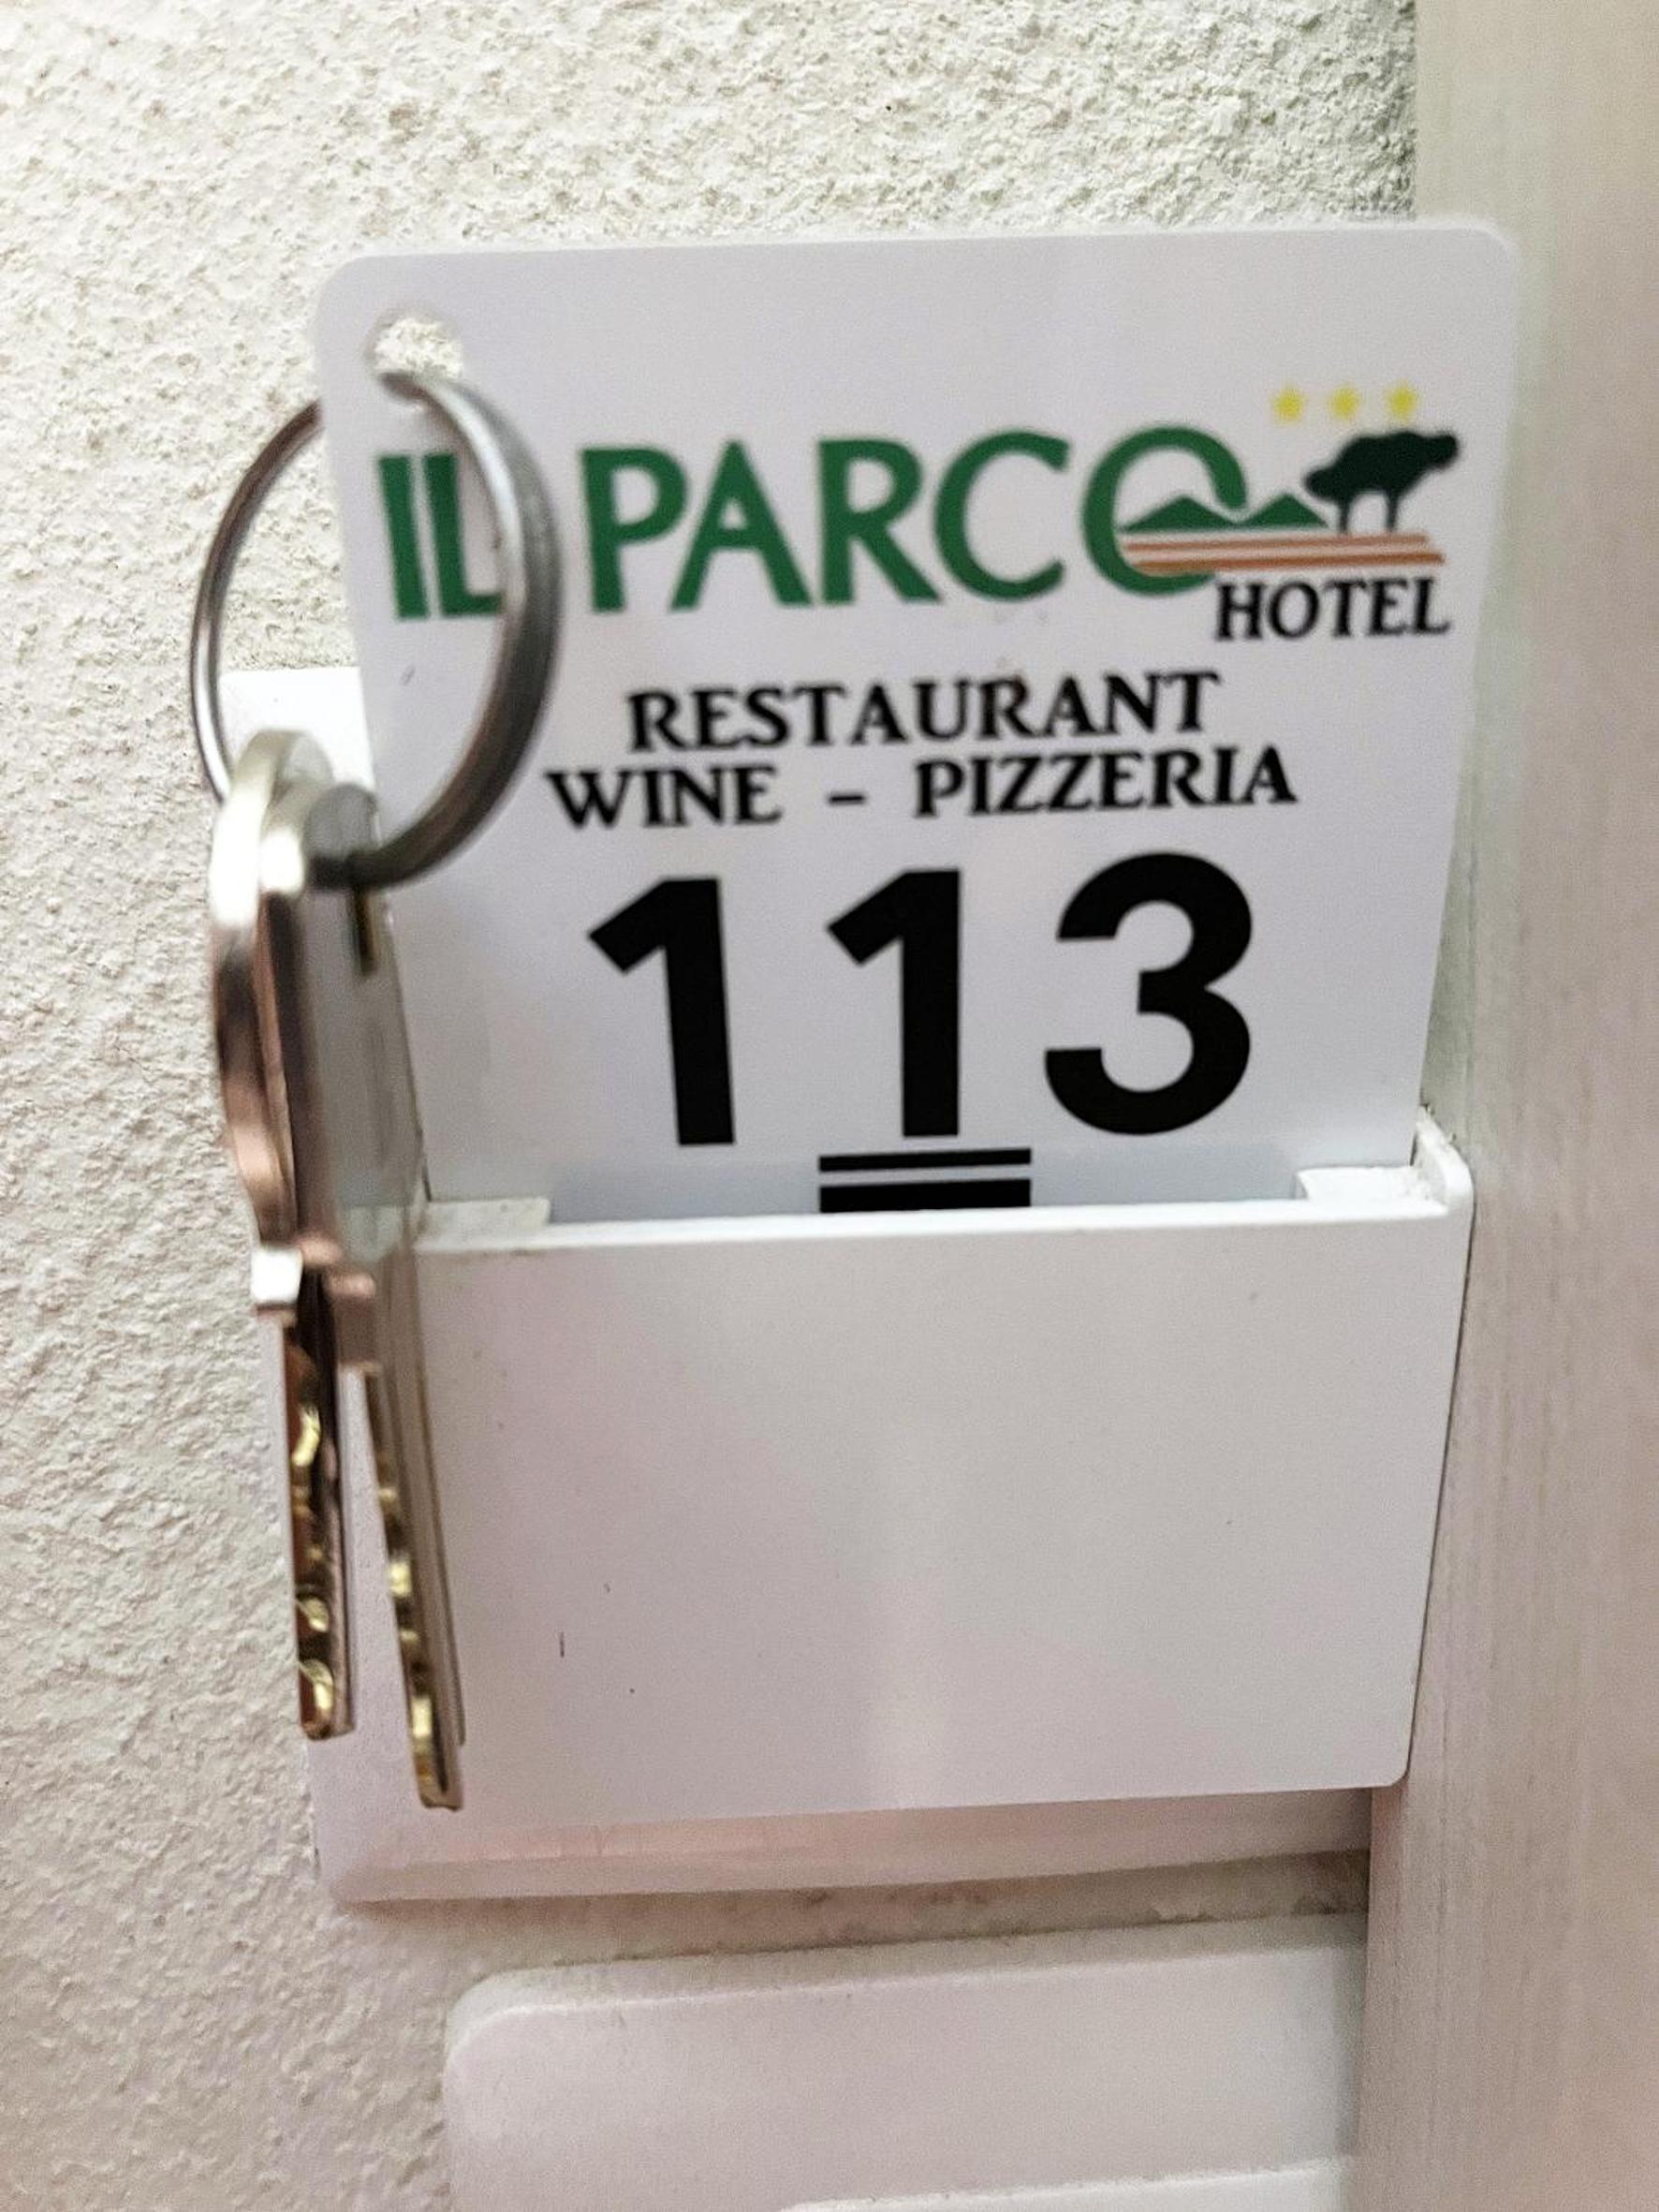 IL PARCO
HOTEL
RESTAURANT
WINE - PIZZERIA
113